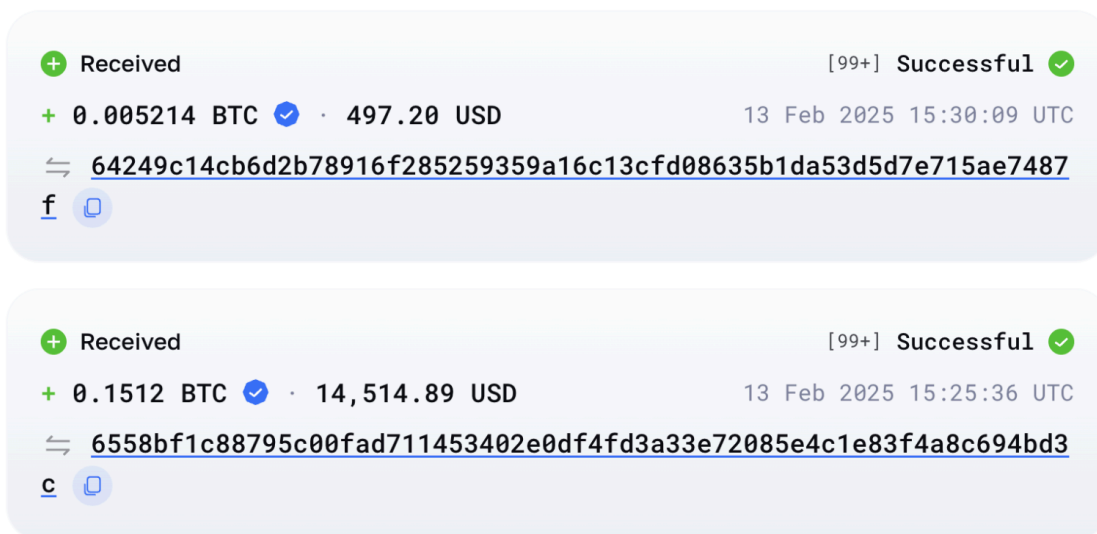 Received [99+] Successful
+ 0.005214 BTC · 497.20 USD 13 Feb 2025 15:30:09 UTC
64249c14cb6d2b78916f285259359a16c13cfd08635b1da53d5d7e715ae7487
f
Received [99+] Successful
+ 0.1512 BTC · 14,514.89 USD 13 Feb 2025 15:25:36 UTC
6558bf1c88795c00fad711453402e0df4fd3a33e72085e4c1e83f4a8c694bd3
c